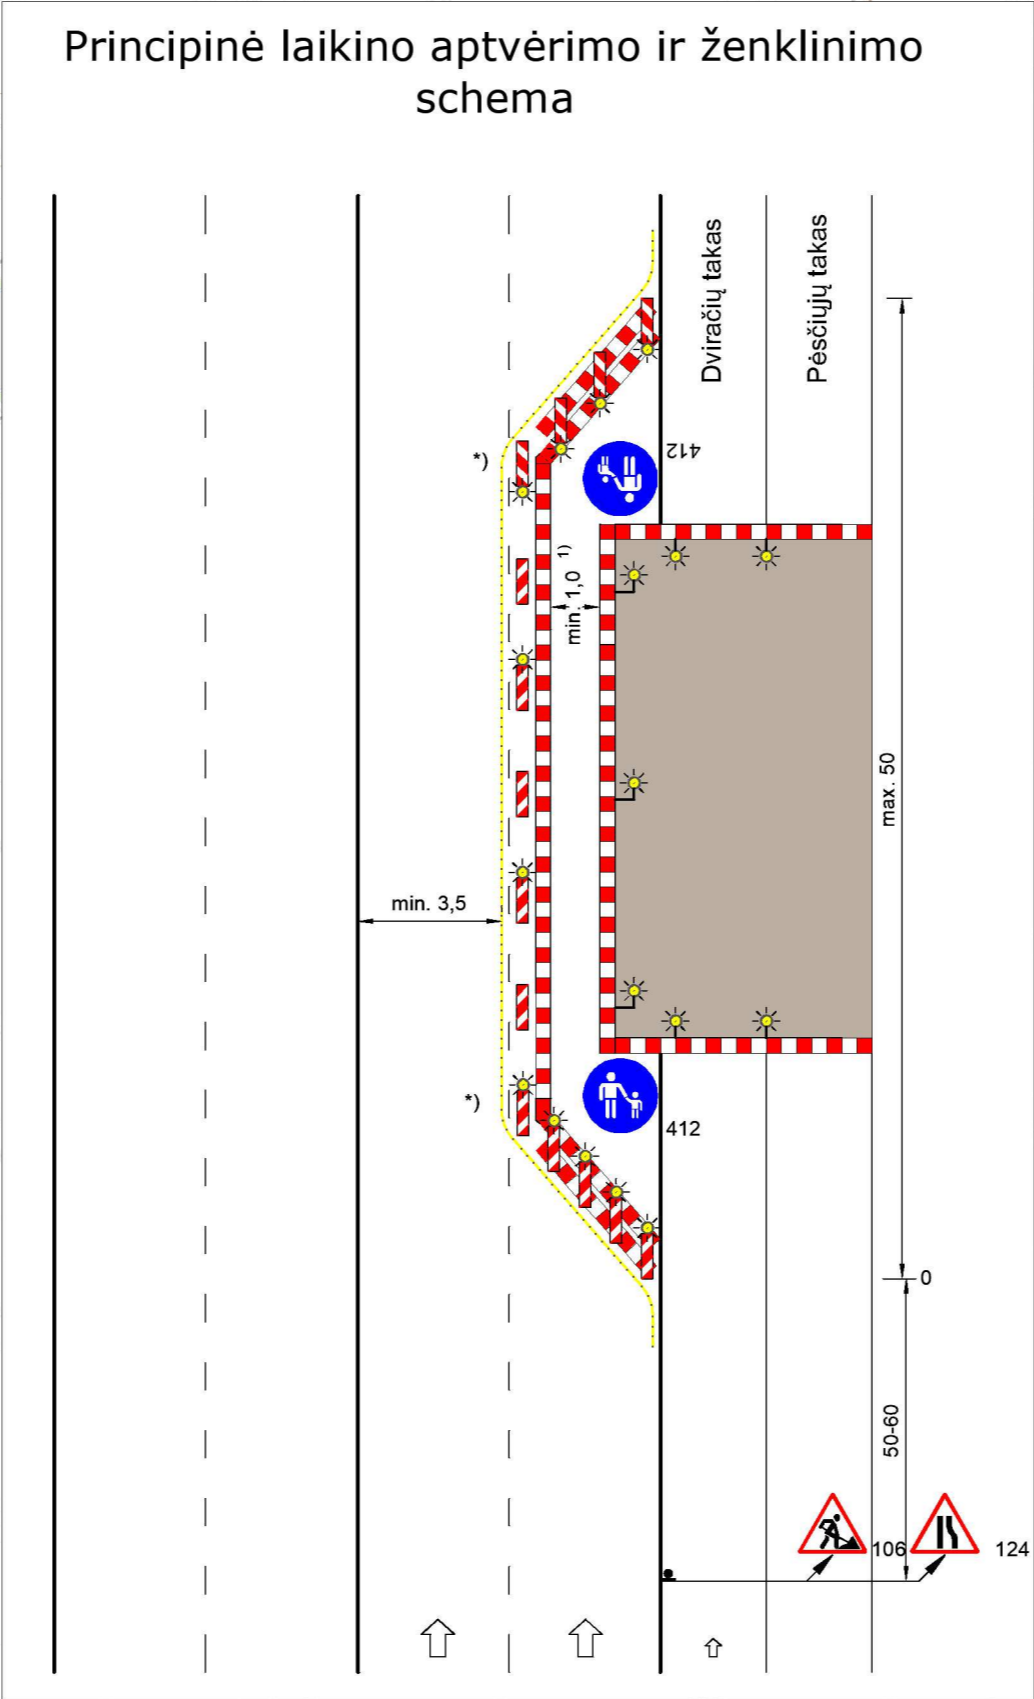 Principinė laikino aptvėrimo ir ženklinimo
schema
Dviračių takas
Pėsčiųjų takas
*)
412
min. 1,0 1)
max. 50
min. 3,5
*)
412
0
50-60
106
124